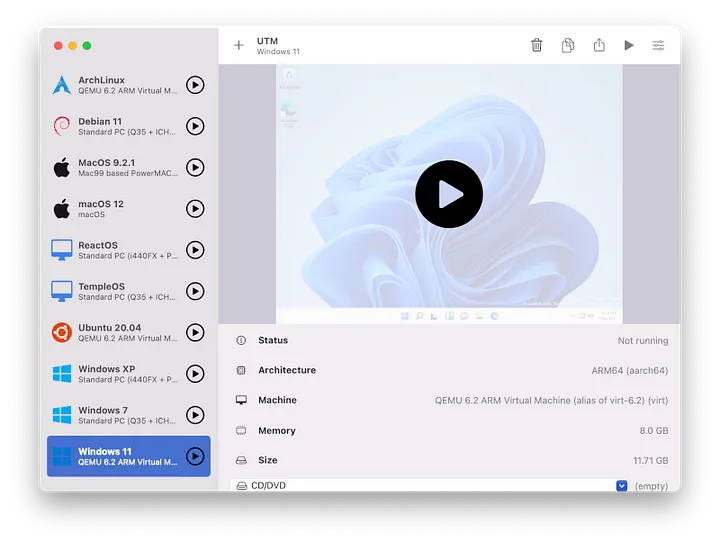 UTM
Windows 11
ArchLinux
QEMU 6.2 ARM Virtual M...
Debian 11
Standard PC (Q35 + ICH...
MacOS 9.2.1
Mac99 based PowerMAC...
macOS 12
macOS
ReactOS
Standard PC (i440FX + P...
TempleOS
Standard PC (Q35 + ICH...
Ubuntu 20.04
QEMU 6.2 ARM Virtual M...
Windows XP
Standard PC (i440FX + P...
Windows 7
Standard PC (Q35 + ICH...
Windows 11
QEMU 6.2 ARM Virtual M...
Status Not running
Architecture ARM64 (aarch64)
Machine QEMU 6.2 ARM Virtual Machine (alias of virt-6.2) (virt)
Memory 8.0 GB
Size 11.71 GB
CD/DVD (empty)